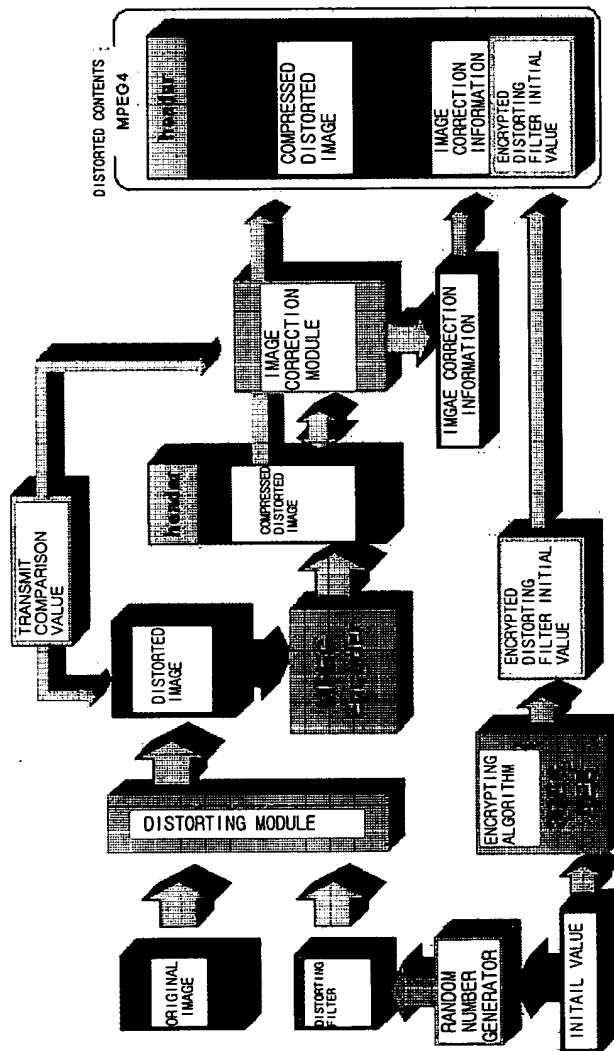 ORIGINAL
IMAGE
DISTORTING
FILTER
RANDOM
NUMBER
GENERATOR
INITAIL VALUE
DISTORTING MODULE
ENCRYPTING
ALGORITHM
TRANSMIT
COMPARISON
VALUE
DISTORTED
IMAGE
ENCRYPTED
DISTORTING
FILTER INITIAL
VALUE
header
COMPRESSED
DISTORTED
IMAGE
IMAGE
CORRECTION
MODULE
IMGAE CORRECTION
INFORMATION
DISTORTED CONTENTS
MPEG4
header
COMPRESSED
DISTORTED
IMAGE
IMAGE
CORRECTION
INFORMATION
ENCRYPTED
DISTORTING
FILTER INITIAL
VALUE